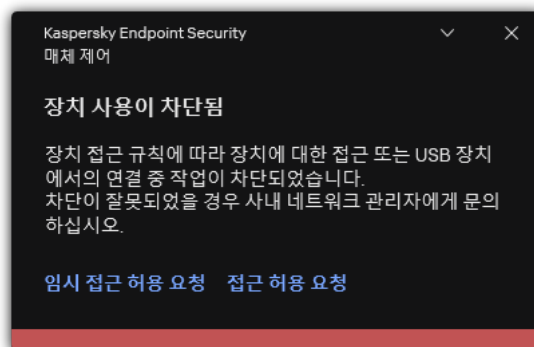 Kaspersky Endpoint Security
매체 제어
장치 사용이 차단됨
장치 접근 규칙에 따라 장치에 대한 접근 또는 USB 장치
에서의 연결 중 작업이 차단되었습니다.
차단이 잘못되었을 경우 사내 네트워크 관리자에게 문의
하십시오.
임시 접근 허용 요청 접근 허용 요청